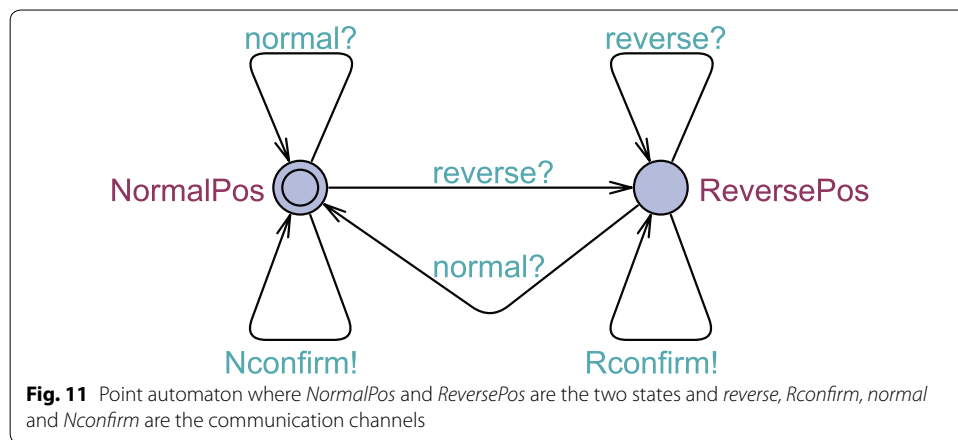 normal?
reverse?
NormalPos
reverse?
ReversePos
normal?
Nconfirm!
Rconfirm!
Fig. 11 Point automaton where NormalPos and ReversePos are the two states and reverse, Rconfirm, normal
and Nconfirm are the communication channels